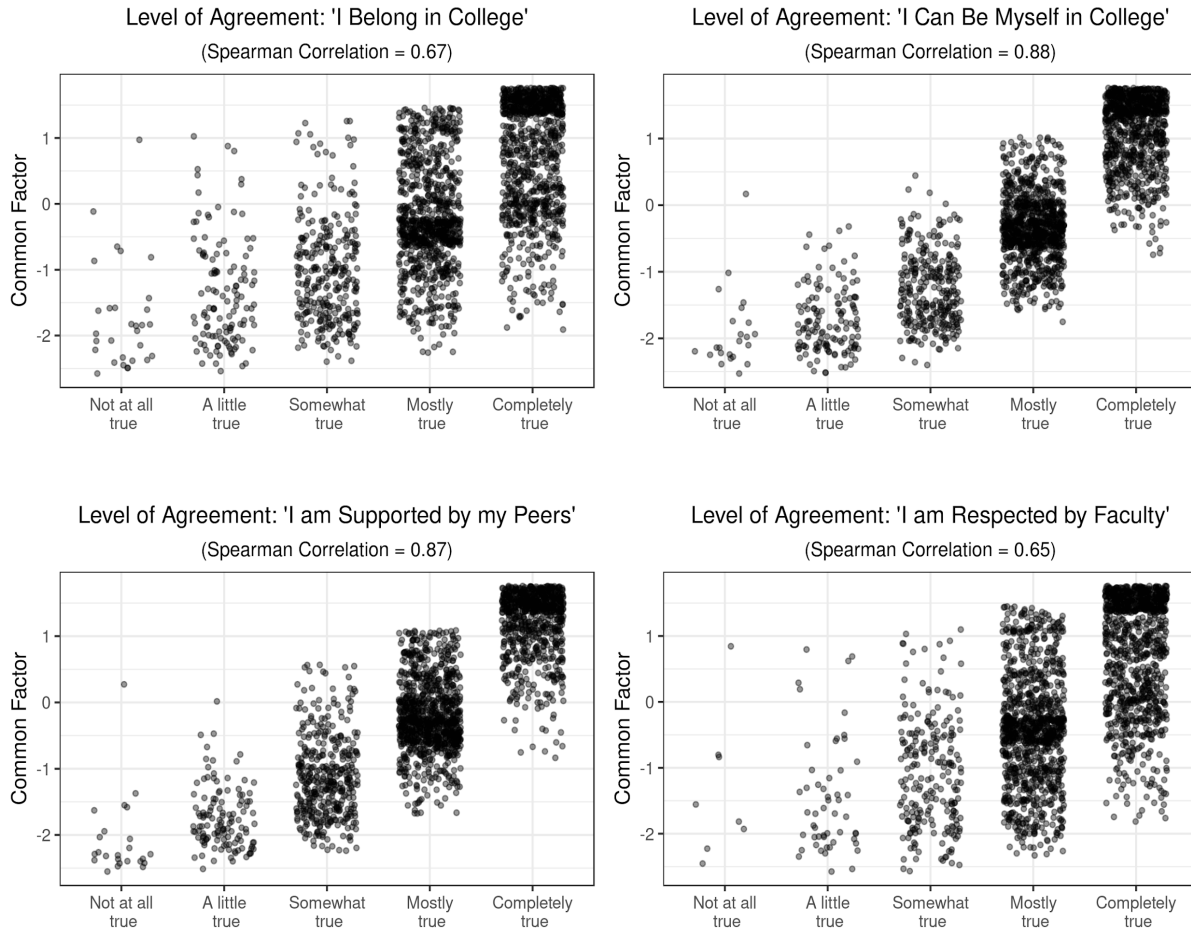 Level of Agreement: 'I Belong in College'
(Spearman Correlation = 0.67)
Common Factor
1
0
-1
-2
Not at all
true
A little
true
Somewhat
true
Mostly
true
Completely
true
Level of Agreement: 'I Can Be Myself in College'
(Spearman Correlation = 0.88)
Common Factor
1
0
-1
-2
Not at all
true
A little
true
Somewhat
true
Mostly
true
Completely
true
Level of Agreement: 'I am Supported by my Peers'
(Spearman Correlation = 0.87)
Common Factor
1
0
-1
-2
Not at all
true
A little
true
Somewhat
true
Mostly
true
Completely
true
Level of Agreement: 'I am Respected by Faculty'
(Spearman Correlation = 0.65)
Common Factor
1
0
-1
-2
Not at all
true
A little
true
Somewhat
true
Mostly
true
Completely
true